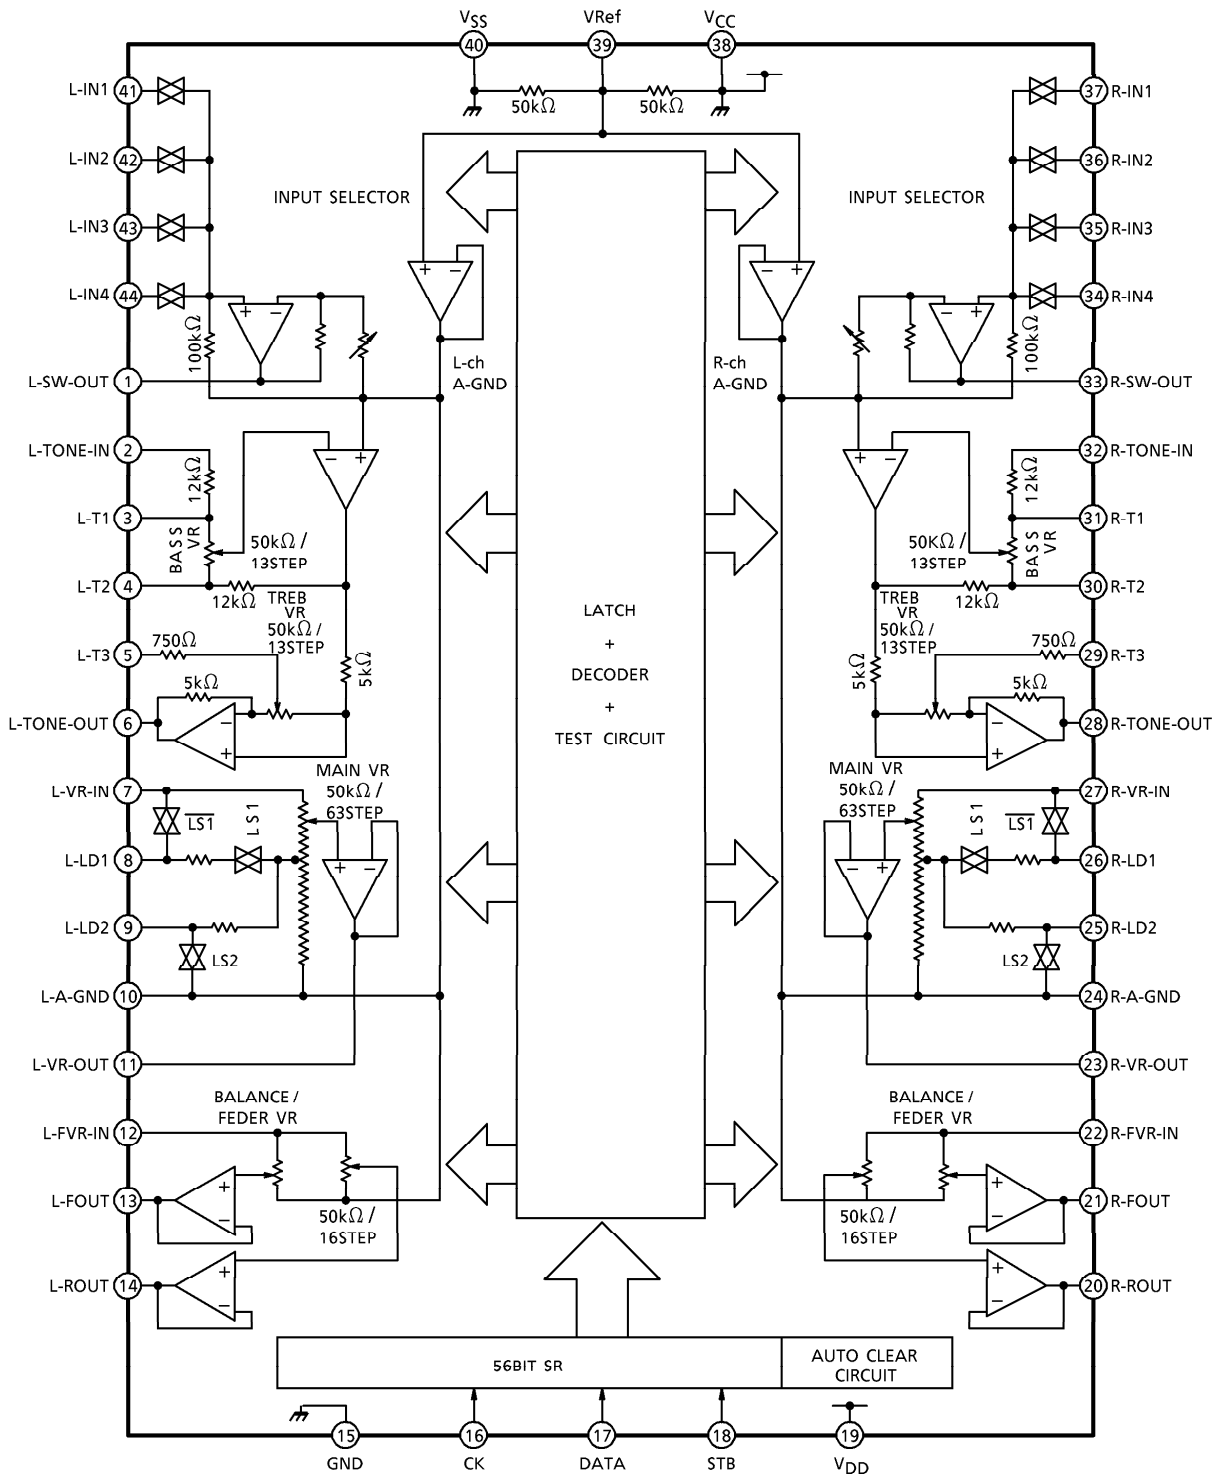 VSS
VRef
VCC
40
39
38
50kΩ
50kΩ
L-IN1
41
37
R-IN1
L-IN2
42
36
R-IN2
INPUT SELECTOR
INPUT SELECTOR
L-IN3
43
35
R-IN3
+
−
−
+
L-IN4
44
34
R-IN4
+
−
−
+
100kΩ
100kΩ
L-ch
A-GND
R-ch
A-GND
L-SW-OUT
1
33
R-SW-OUT
L-TONE-IN
2
32
R-TONE-IN
−
+
+
−
12kΩ
12kΩ
L-T1
3
31
R-T1
BASS
VR
50kΩ /
13STEP
50kΩ /
13STEP
BASS
VR
L-T2
4
30
R-T2
12kΩ
12kΩ
TREB
VR
50kΩ /
13STEP
TREB
VR
50kΩ /
13STEP
LATCH
+
DECODER
+
TEST CIRCUIT
L-T3
5
750Ω
750Ω
29
R-T3
5kΩ
5kΩ
5kΩ
5kΩ
L-TONE-OUT
6
−
+
−
+
28
R-TONE-OUT
MAIN VR
50kΩ /
63STEP
MAIN VR
50kΩ /
63STEP
L-VR-IN
7
27
R-VR-IN
LS1
LS1
LS1
LS1
L-LD1
8
26
R-LD1
+
−
−
+
L-LD2
9
25
R-LD2
LS2
LS2
L-A-GND
10
24
R-A-GND
L-VR-OUT
11
23
R-VR-OUT
BALANCE /
FEDER VR
BALANCE /
FEDER VR
L-FVR-IN
12
22
R-FVR-IN
L-FOUT
13
+
−
+
−
21
R-FOUT
50kΩ /
16STEP
50kΩ /
16STEP
L-ROUT
14
+
−
+
−
20
R-ROUT
56BIT SR
AUTO CLEAR
CIRCUIT
15
16
17
18
19
GND
CK
DATA
STB
VDD